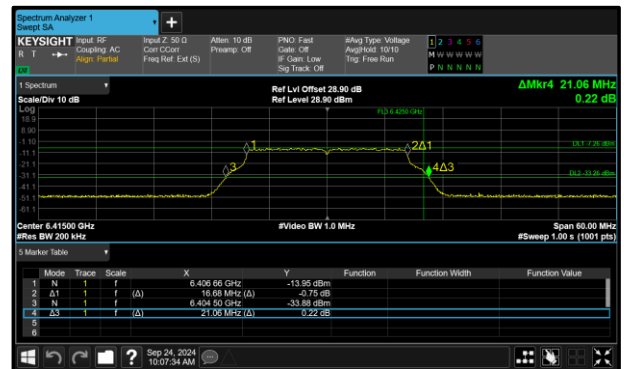 Spectrum Analyzer 1
Swept SA
KEYSIGHT Input: RF Input Z: 50 Ω Atten: 10 dB PNO: Fast #Avg Type: Voltage 1 2 3 4 5 6
R T Coupling: AC Corr CCorr Preamp: Off Gate: Off Avg|Hold: 10/10 M W W W W W
Align: Partial Freq Ref: Ext (S) IF Gain: Low Trig: Free Run
Sig Track: Off P N N N N N
1 Spectrum Ref Lvl Offset 28.90 dB ΔMkr4 21.06 MHz
Scale/Div 10 dB Ref Level 28.90 dBm 0.22 dB
Log
18.9
8.90
-1.10
-11.1
-21.1
-31.1
-41.1
-51.1
-61.1
6.4250 GHz
DL1 -7.26 dBm
DL2 -33.26 dBm
1 2Δ1
3 4Δ3
Center 6.41500 GHz #Video BW 1.0 MHz Span 60.00 MHz
#Res BW 200 kHz #Sweep 1.00 s (1001 pts)
5 Marker Table
Mode Trace Scale X Y Function Function Width Function Value
1 N 1 f 6.406 66 GHz -13.95 dBm
2 Δ1 1 f (Δ) 16.68 MHz (Δ) -0.75 dB
3 N 1 f 6.404 50 GHz -33.88 dBm
4 Δ3 1 f (Δ) 21.06 MHz (Δ) 0.22 dB
5
6
Sep 24, 2024
10:07:34 AM